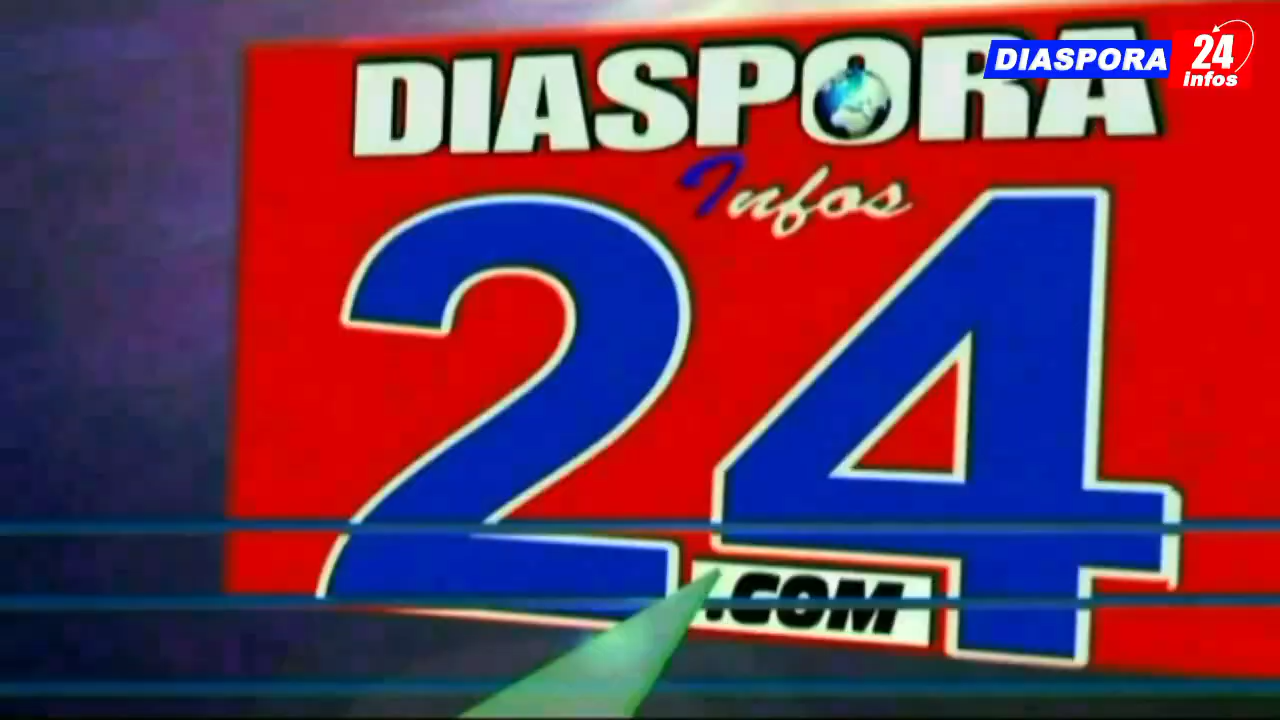 DIASPORA
Infos
24
.COM
DIASPORA 24
infos